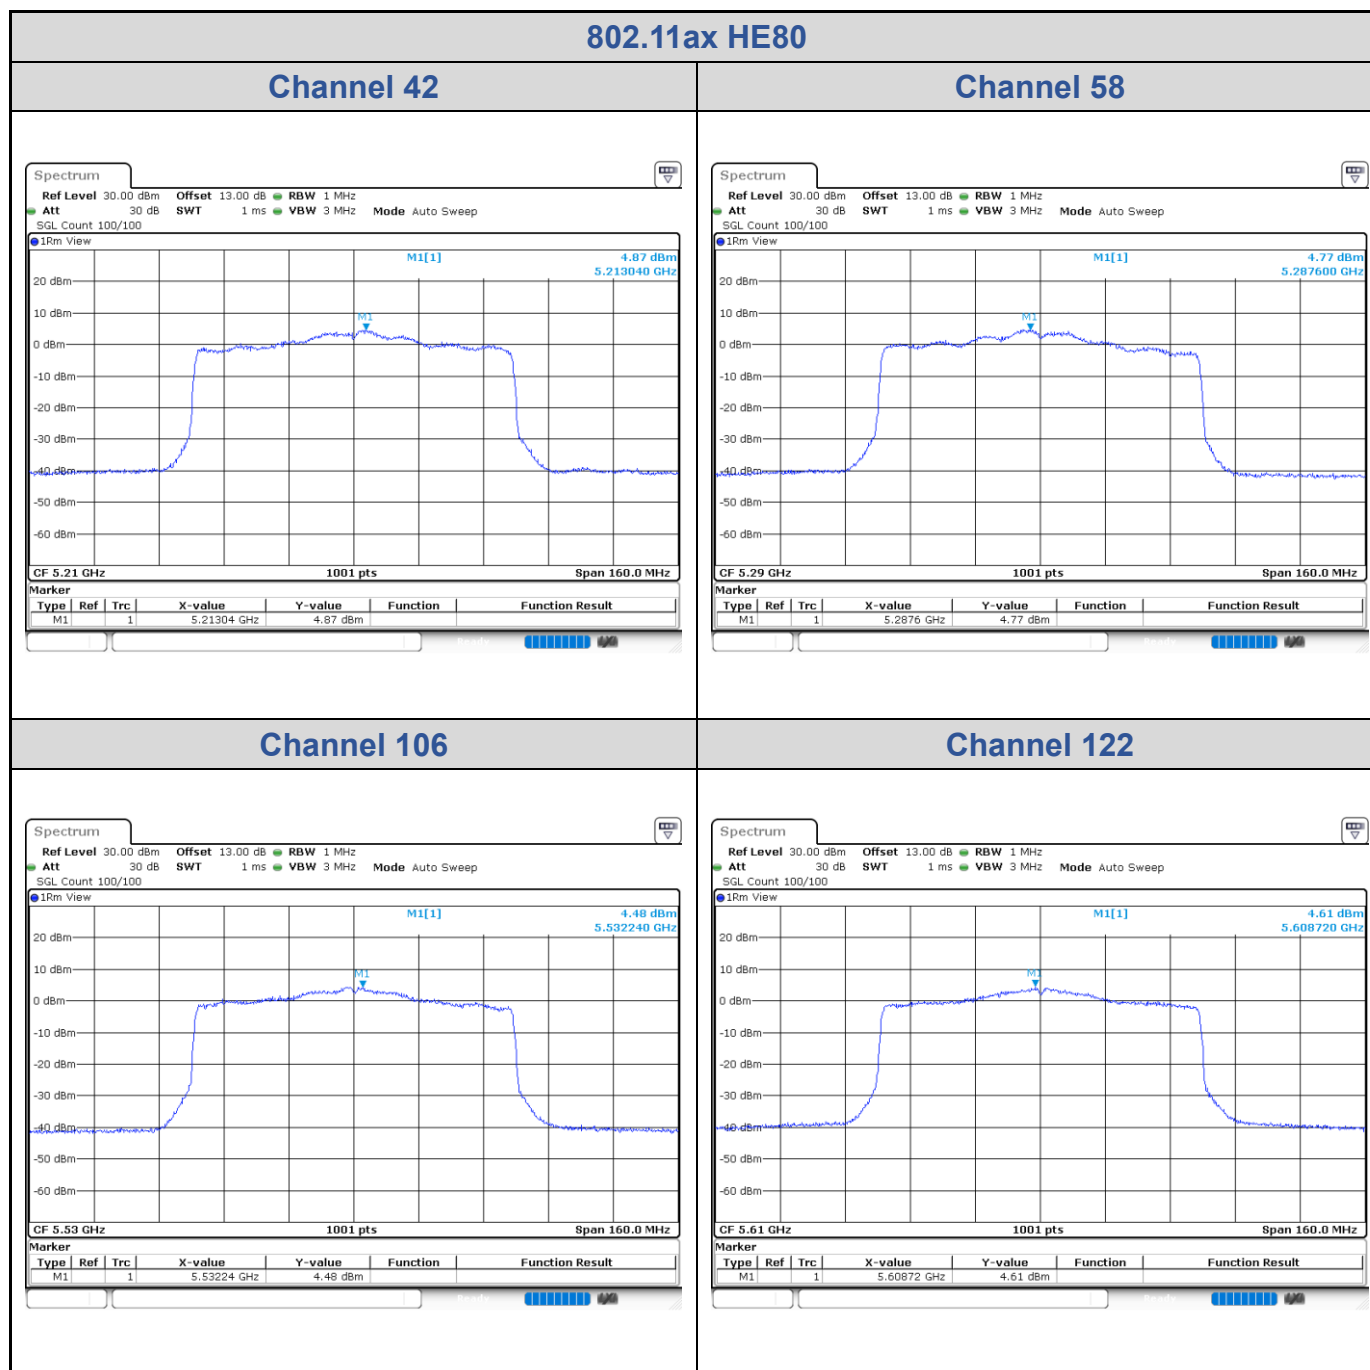 802.11ax HE80
Channel 42
Channel 58
Spectrum
Ref Level 30.00 dBm Offset 13.00 dB RBW 1 MHz
Att 30 dB SWT 1 ms VBW 3 MHz Mode Auto Sweep
SGL Count 100/100
1Rm View
M1[1] 4.87 dBm
5.213040 GHz
20 dBm
10 dBm
M1
0 dBm
-10 dBm
-20 dBm
-30 dBm
-40 dBm
-50 dBm
-60 dBm
CF 5.21 GHz 1001 pts Span 160.0 MHz
Marker
Type Ref Trc X-value Y-value Function Function Result
M1 1 5.21304 GHz 4.87 dBm
Ready
Spectrum
Ref Level 30.00 dBm Offset 13.00 dB RBW 1 MHz
Att 30 dB SWT 1 ms VBW 3 MHz Mode Auto Sweep
SGL Count 100/100
1Rm View
M1[1] 4.77 dBm
5.287600 GHz
20 dBm
10 dBm
M1
0 dBm
-10 dBm
-20 dBm
-30 dBm
-40 dBm
-50 dBm
-60 dBm
CF 5.29 GHz 1001 pts Span 160.0 MHz
Marker
Type Ref Trc X-value Y-value Function Function Result
M1 1 5.2876 GHz 4.77 dBm
Ready
Channel 106
Channel 122
Spectrum
Ref Level 30.00 dBm Offset 13.00 dB RBW 1 MHz
Att 30 dB SWT 1 ms VBW 3 MHz Mode Auto Sweep
SGL Count 100/100
1Rm View
M1[1] 4.48 dBm
5.532240 GHz
20 dBm
10 dBm
M1
0 dBm
-10 dBm
-20 dBm
-30 dBm
-40 dBm
-50 dBm
-60 dBm
CF 5.53 GHz 1001 pts Span 160.0 MHz
Marker
Type Ref Trc X-value Y-value Function Function Result
M1 1 5.53224 GHz 4.48 dBm
Ready
Spectrum
Ref Level 30.00 dBm Offset 13.00 dB RBW 1 MHz
Att 30 dB SWT 1 ms VBW 3 MHz Mode Auto Sweep
SGL Count 100/100
1Rm View
M1[1] 4.61 dBm
5.608720 GHz
20 dBm
10 dBm
M1
0 dBm
-10 dBm
-20 dBm
-30 dBm
-40 dBm
-50 dBm
-60 dBm
CF 5.61 GHz 1001 pts Span 160.0 MHz
Marker
Type Ref Trc X-value Y-value Function Function Result
M1 1 5.60872 GHz 4.61 dBm
Ready